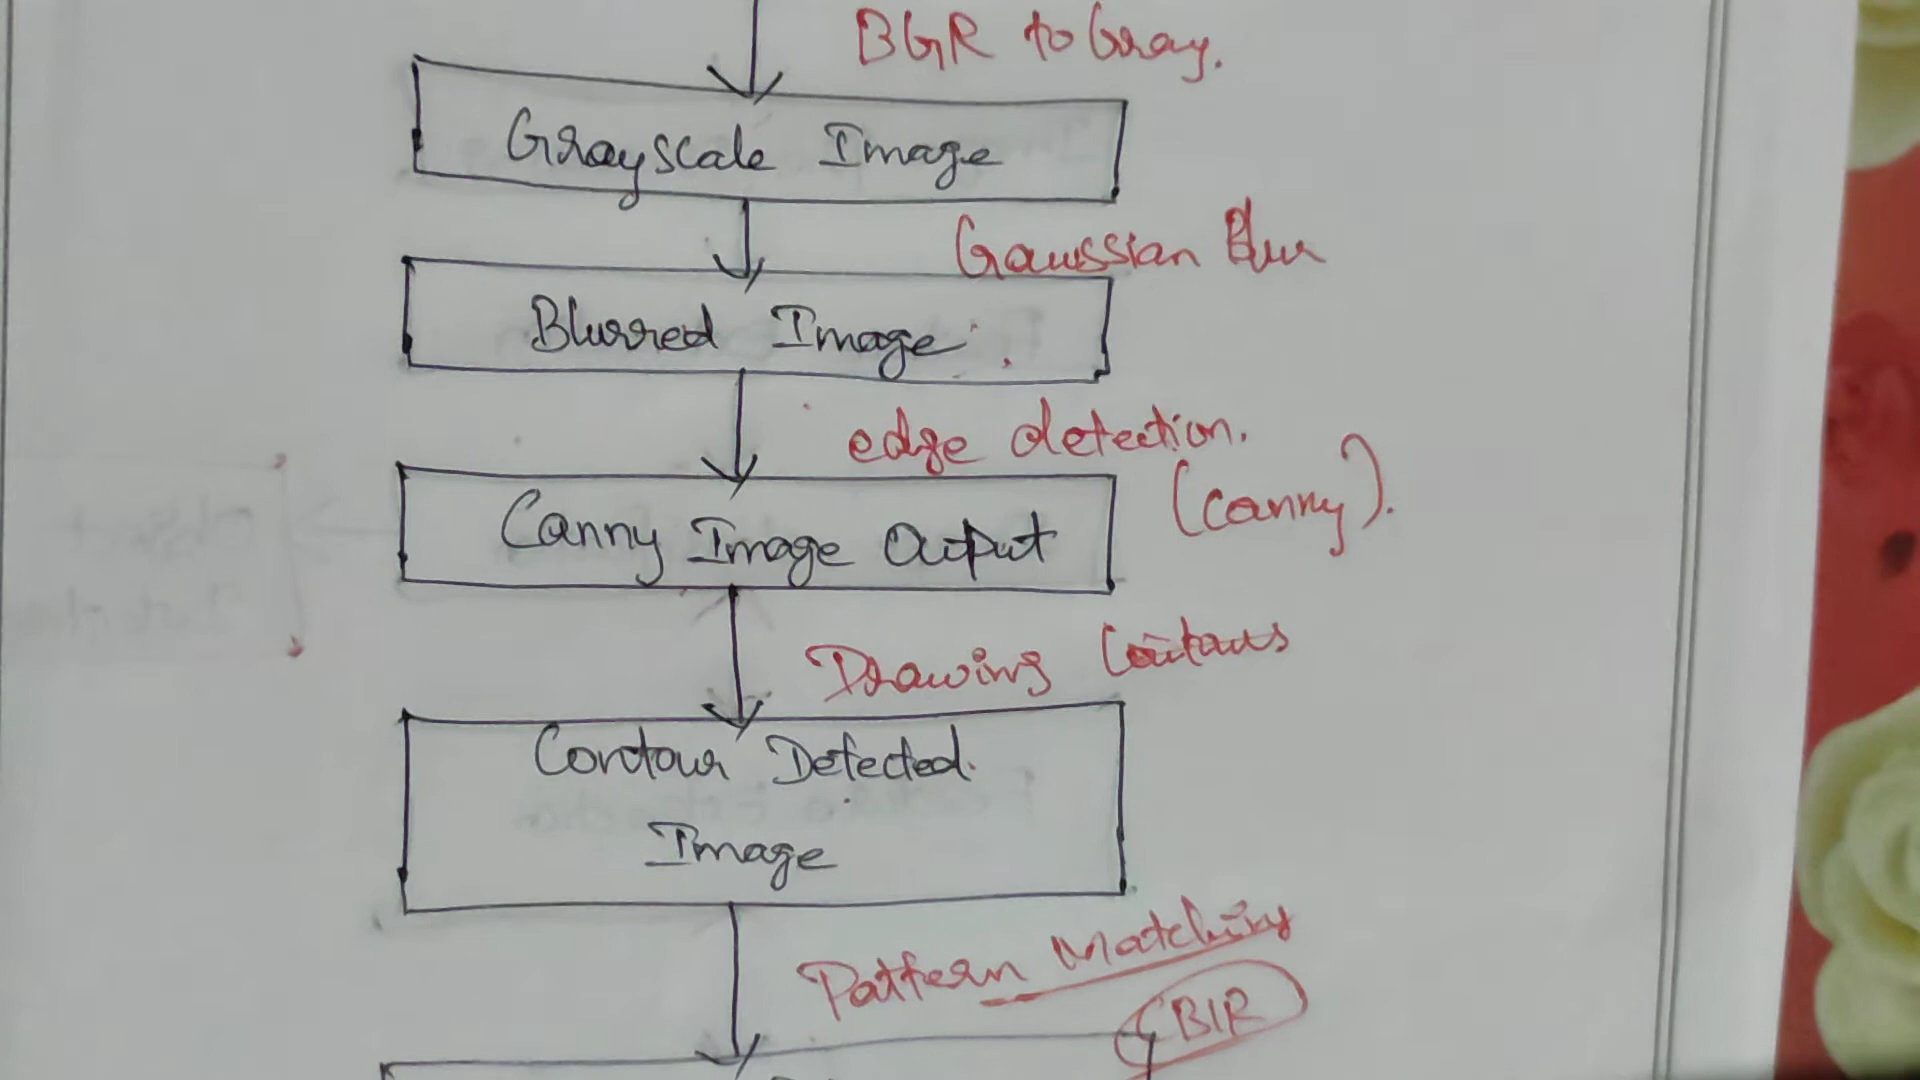 BGR to Gray.
Grayscale Image
Gaussian Blur
Blurred Image.
edge detection.
(canny).
Canny Image Output
Drawing Contours
Contour Detected.
Image
Pattern Matching
CBIR